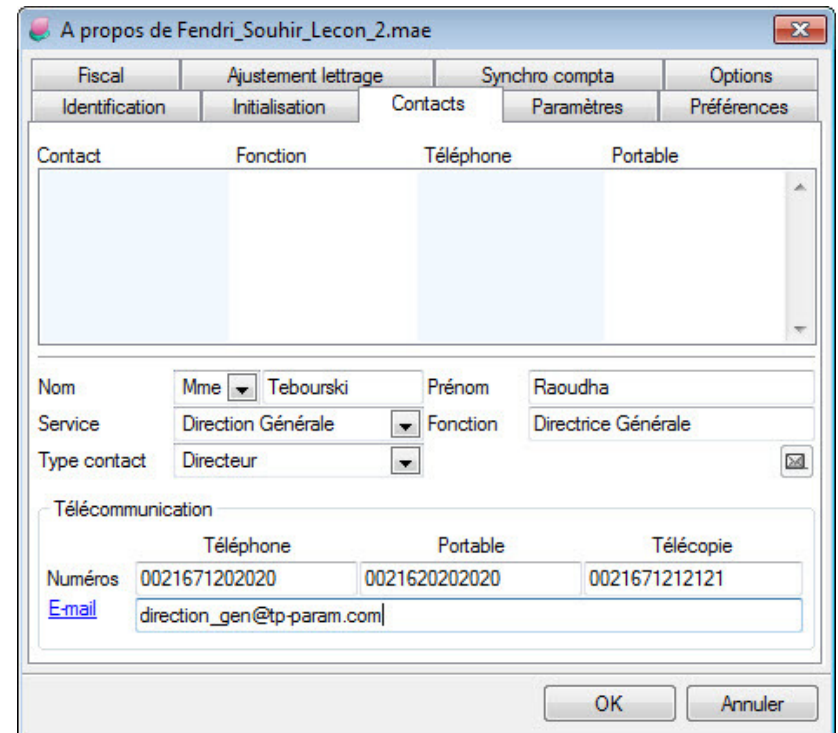 A propos de Fendri_Souhir_Lecon_2.mae
Fiscal Ajustement lettrage Synchro compta Options
Identification Initialisation Contacts Paramètres Préférences
Contact Fonction Téléphone Portable
Nom Mme Tebourski Prénom Raoudha
Service Direction Générale Fonction Directrice Générale
Type contact Directeur
Télécommunication
Téléphone Portable Télécopie
Numéros 0021671202020 0021620202020 0021671212121
E-mail direction_gen@tp-param.com
OK Annuler